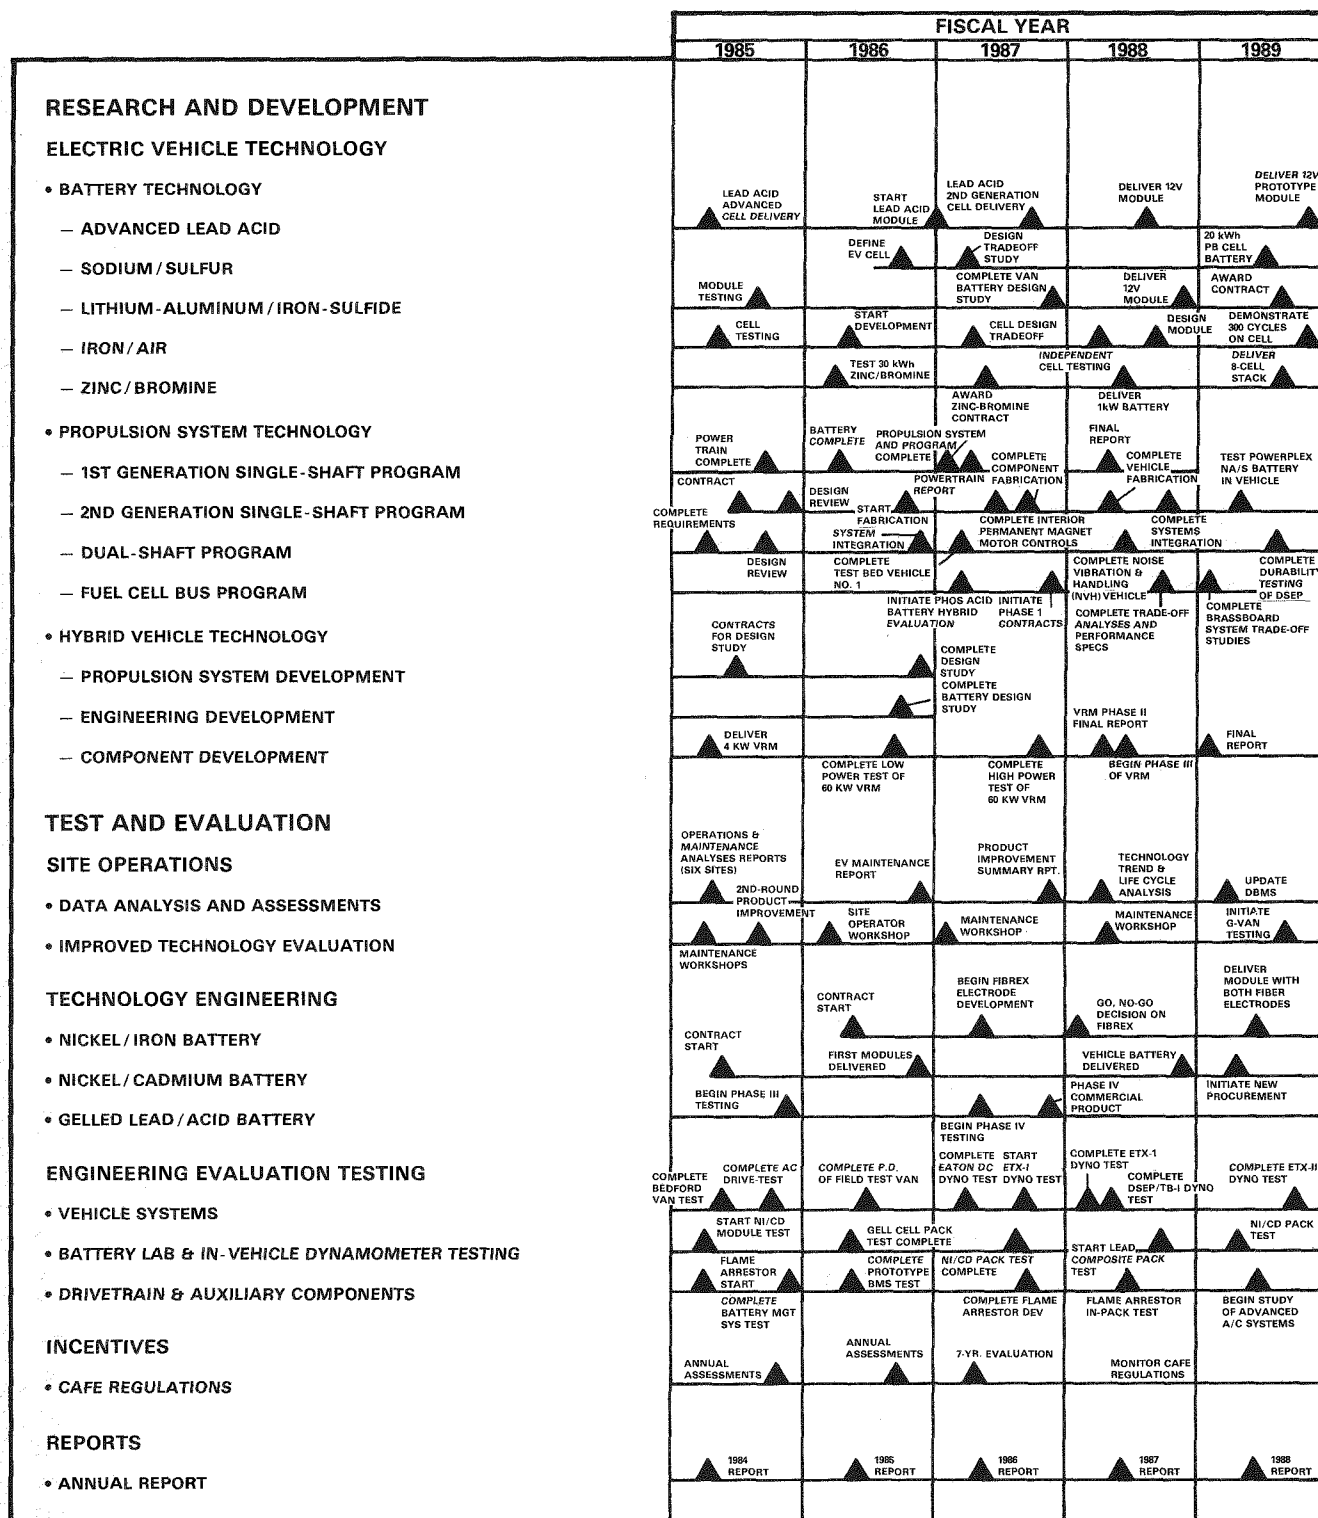 FISCAL YEAR
1985 1986 1987 1988 1989
RESEARCH AND DEVELOPMENT
ELECTRIC VEHICLE TECHNOLOGY
• BATTERY TECHNOLOGY
— ADVANCED LEAD ACID
LEAD ACID
ADVANCED
CELL DELIVERY
START
LEAD ACID
MODULE
LEAD ACID
2ND GENERATION
CELL DELIVERY
DELIVER 12V
MODULE
DELIVER 12V
PROTOTYPE
MODULE
— SODIUM/SULFUR
DEFINE
EV CELL
DESIGN
TRADEOFF
STUDY
20 kWh
PB CELL
BATTERY
— LITHIUM-ALUMINUM/IRON-SULFIDE
MODULE
TESTING
COMPLETE VAN
BATTERY DESIGN
STUDY
DELIVER
12V
MODULE
AWARD
CONTRACT
— IRON/AIR
CELL
TESTING
START
DEVELOPMENT
CELL DESIGN
TRADEOFF
DESIGN
MODULE
DEMONSTRATE
300 CYCLES
ON CELL
— ZINC/BROMINE
TEST 30 kWh
ZINC/BROMINE
INDEPENDENT
CELL TESTING
DELIVER
8-CELL
STACK
AWARD
ZINC-BROMINE
CONTRACT
DELIVER
1kW BATTERY
• PROPULSION SYSTEM TECHNOLOGY
— 1ST GENERATION SINGLE-SHAFT PROGRAM
POWER
TRAIN
COMPLETE
BATTERY
COMPLETE
PROPULSION SYSTEM
AND PROGRAM
COMPLETE
COMPLETE
COMPONENT
FABRICATION
FINAL
REPORT
COMPLETE
VEHICLE
FABRICATION
TEST POWERPLEX
NA/S BATTERY
IN VEHICLE
— 2ND GENERATION SINGLE-SHAFT PROGRAM
CONTRACT
DESIGN
REVIEW
START
FABRICATION
POWERTRAIN
REPORT
— DUAL-SHAFT PROGRAM
COMPLETE
REQUIREMENTS
DESIGN
REVIEW
SYSTEM
INTEGRATION
COMPLETE INTERIOR
PERMANENT MAGNET
MOTOR CONTROLS
COMPLETE
SYSTEMS
INTEGRATION
— FUEL CELL BUS PROGRAM
COMPLETE
TEST BED VEHICLE
NO. 1
COMPLETE NOISE
VIBRATION &
HANDLING
(NVH) VEHICLE
COMPLETE
DURABILITY
TESTING
OF DSEP
INITIATE PHOS ACID
BATTERY HYBRID
EVALUATION
INITIATE
PHASE 1
CONTRACTS
COMPLETE TRADE-OFF
ANALYSES AND
PERFORMANCE
SPECS
COMPLETE
BRASSBOARD
SYSTEM TRADE-OFF
STUDIES
• HYBRID VEHICLE TECHNOLOGY
— PROPULSION SYSTEM DEVELOPMENT
CONTRACTS
FOR DESIGN
STUDY
COMPLETE
DESIGN
STUDY
— ENGINEERING DEVELOPMENT
COMPLETE
BATTERY DESIGN
STUDY
— COMPONENT DEVELOPMENT
DELIVER
4 KW VRM
VRM PHASE II
FINAL REPORT
FINAL
REPORT
COMPLETE LOW
POWER TEST OF
60 KW VRM
COMPLETE
HIGH POWER
TEST OF
60 KW VRM
BEGIN PHASE III
OF VRM
TEST AND EVALUATION
SITE OPERATIONS
• DATA ANALYSIS AND ASSESSMENTS
OPERATIONS &
MAINTENANCE
ANALYSES REPORTS
(SIX SITES)
EV MAINTENANCE
REPORT
PRODUCT
IMPROVEMENT
SUMMARY RPT.
TECHNOLOGY
TREND &
LIFE CYCLE
ANALYSIS
UPDATE
DBMS
• IMPROVED TECHNOLOGY EVALUATION
2ND-ROUND
PRODUCT
IMPROVEMENT
SITE
OPERATOR
WORKSHOP
MAINTENANCE
WORKSHOP
MAINTENANCE
WORKSHOP
INITIATE
G-VAN
TESTING
MAINTENANCE
WORKSHOPS
TECHNOLOGY ENGINEERING
• NICKEL/IRON BATTERY
CONTRACT
START
BEGIN FIBREX
ELECTRODE
DEVELOPMENT
GO, NO-GO
DECISION ON
FIBREX
DELIVER
MODULE WITH
BOTH FIBER
ELECTRODES
• NICKEL/CADMIUM BATTERY
CONTRACT
START
FIRST MODULES
DELIVERED
VEHICLE BATTERY
DELIVERED
• GELLED LEAD/ACID BATTERY
BEGIN PHASE III
TESTING
PHASE IV
COMMERCIAL
PRODUCT
INITIATE NEW
PROCUREMENT
BEGIN PHASE IV
TESTING
ENGINEERING EVALUATION TESTING
• VEHICLE SYSTEMS
COMPLETE
BEDFORD
VAN TEST
COMPLETE AC
DRIVE-TEST
COMPLETE P.D.
OF FIELD TEST VAN
COMPLETE
EATON DC
DYNO TEST
START
ETX-I
DYNO TEST
COMPLETE ETX-1
DYNO TEST
COMPLETE
DSEP/TB-I DYNO
TEST
COMPLETE ETX-II
DYNO TEST
• BATTERY LAB & IN-VEHICLE DYNAMOMETER TESTING
START NI/CD
MODULE TEST
GELL CELL PACK
TEST COMPLETE
NI/CD PACK TEST
COMPLETE
START LEAD
COMPOSITE PACK
TEST
NI/CD PACK
TEST
• DRIVETRAIN & AUXILIARY COMPONENTS
FLAME
ARRESTOR
START
COMPLETE
PROTOTYPE
BMS TEST
COMPLETE
BATTERY MGT
SYS TEST
COMPLETE FLAME
ARRESTOR DEV
FLAME ARRESTOR
IN-PACK TEST
BEGIN STUDY
OF ADVANCED
A/C SYSTEMS
INCENTIVES
• CAFE REGULATIONS
ANNUAL
ASSESSMENTS
ANNUAL
ASSESSMENTS
7-YR. EVALUATION
MONITOR CAFE
REGULATIONS
REPORTS
• ANNUAL REPORT
1984
REPORT
1985
REPORT
1986
REPORT
1987
REPORT
1988
REPORT